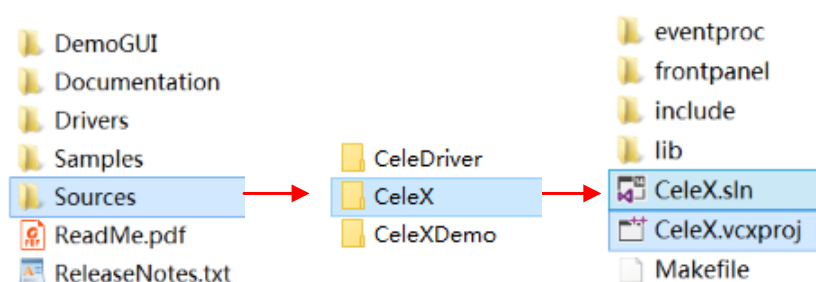 DemoGUI
Documentation
Drivers
Samples
Sources
ReadMe.pdf
ReleaseNotes.txt
CeleDriver
CeleX
CeleXDemo
eventproc
frontpanel
include
lib
CeleX.sln
CeleX.vcxproj
Makefile